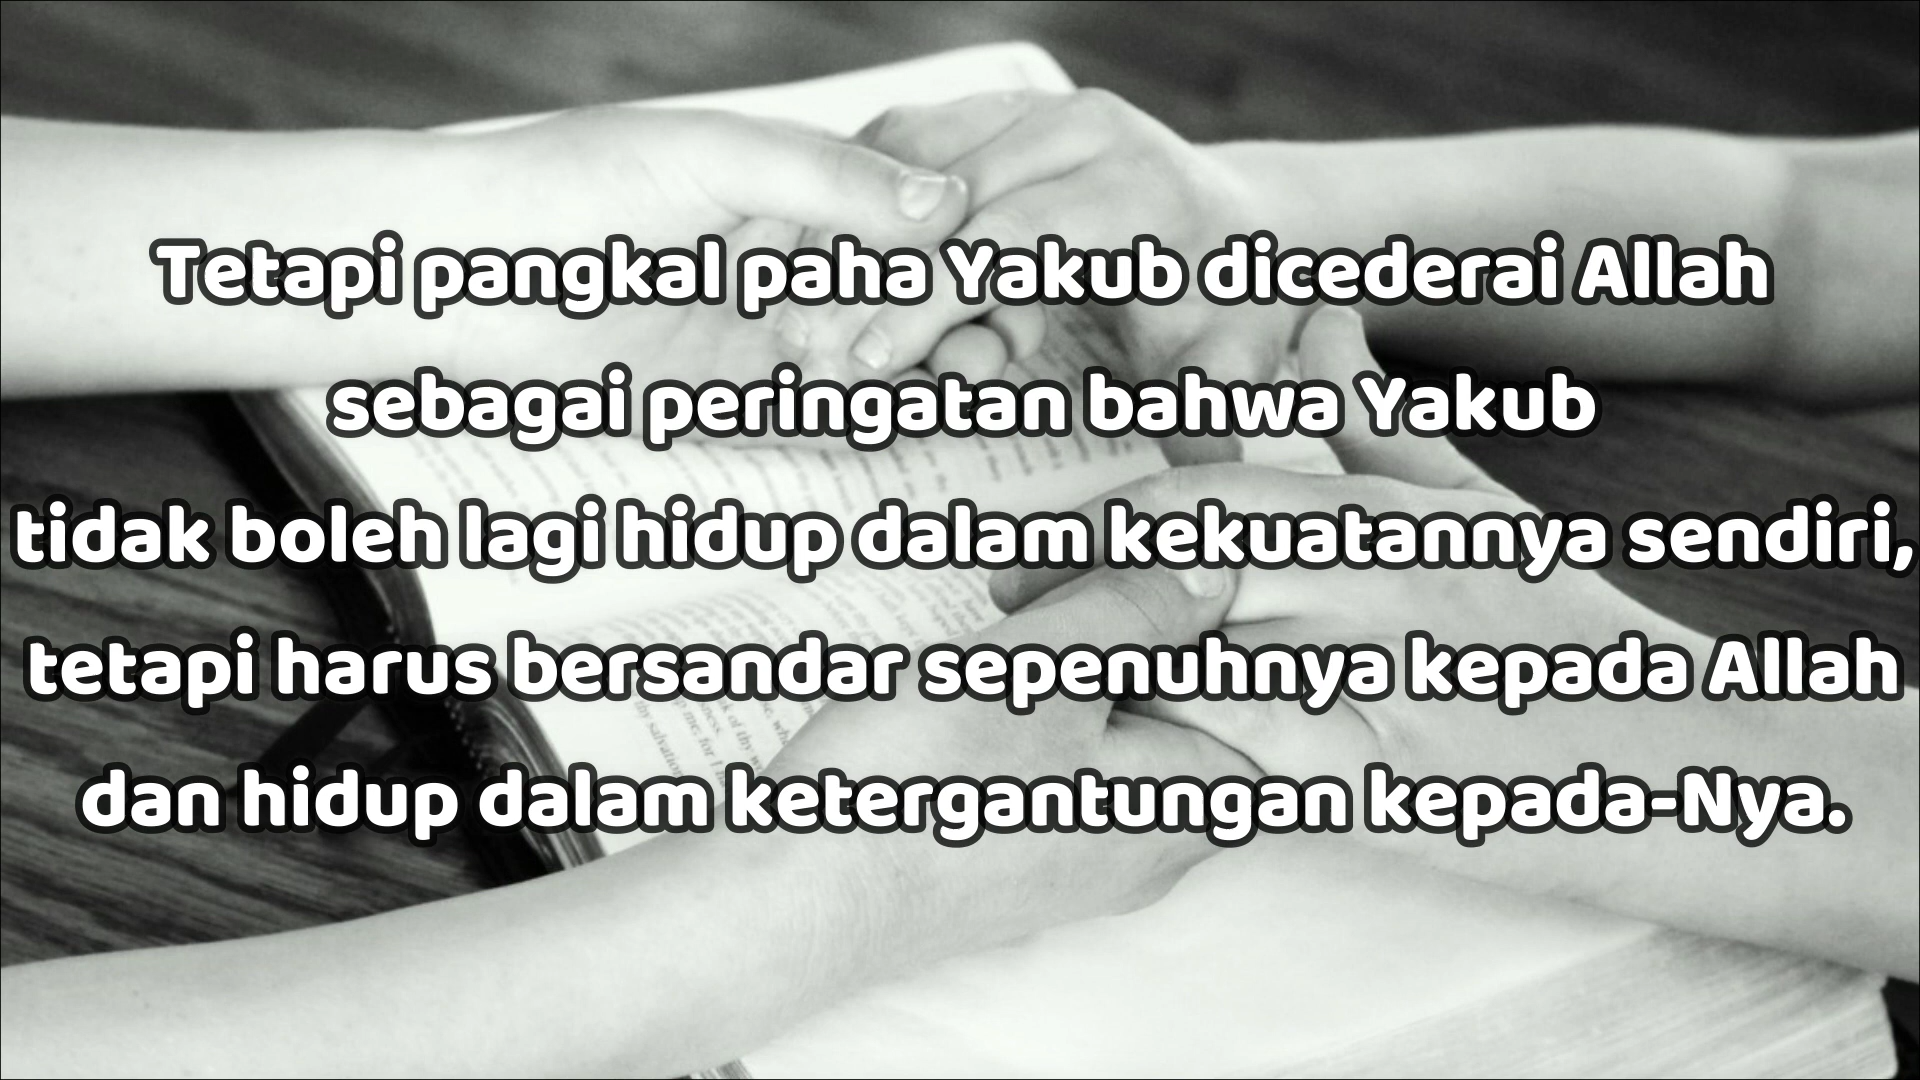 Tetapi pangkal paha Yakub dicederai Allah
sebagai peringatan bahwa Yakub
tidak boleh lagi hidup dalam kekuatannya sendiri,
tetapi harus bersandar sepenuhnya kepada Allah
dan hidup dalam ketergantungan kepada-Nya.